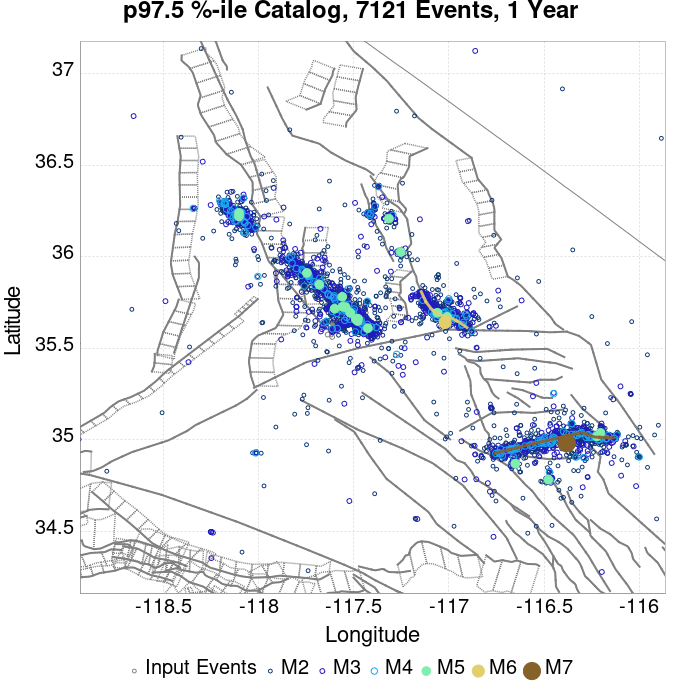 p97.5 %-ile Catalog, 7121 Events, 1 Year
37
36.5
36
35.5
35
34.5
Latitude
-118.5 -118 -117.5 -117 -116.5 -116
Longitude
Input Events M2 M3 M4 M5 M6 M7